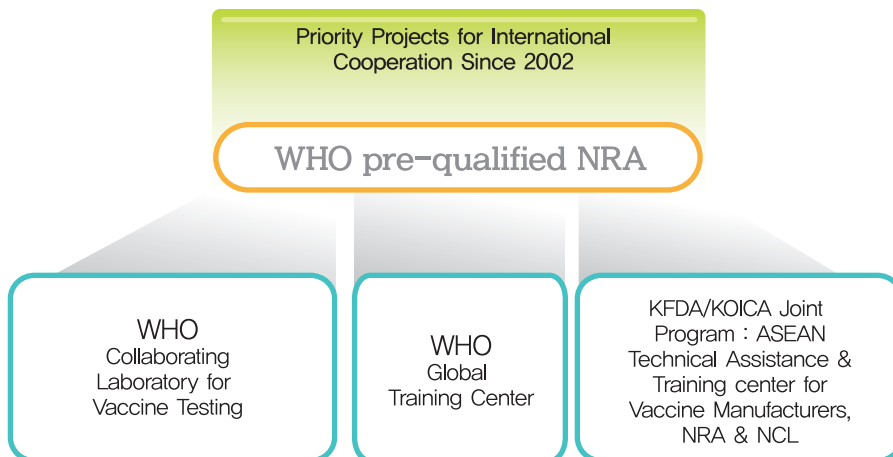 Priority Projects for International
Cooperation Since 2002
WHO pre-qualified NRA
WHO
Collaborating
Laboratory for
Vaccine Testing
WHO
Global
Training Center
KFDA/KOICA Joint
Program : ASEAN
Technical Assistance &
Training center for
Vaccine Manufacturers,
NRA & NCL